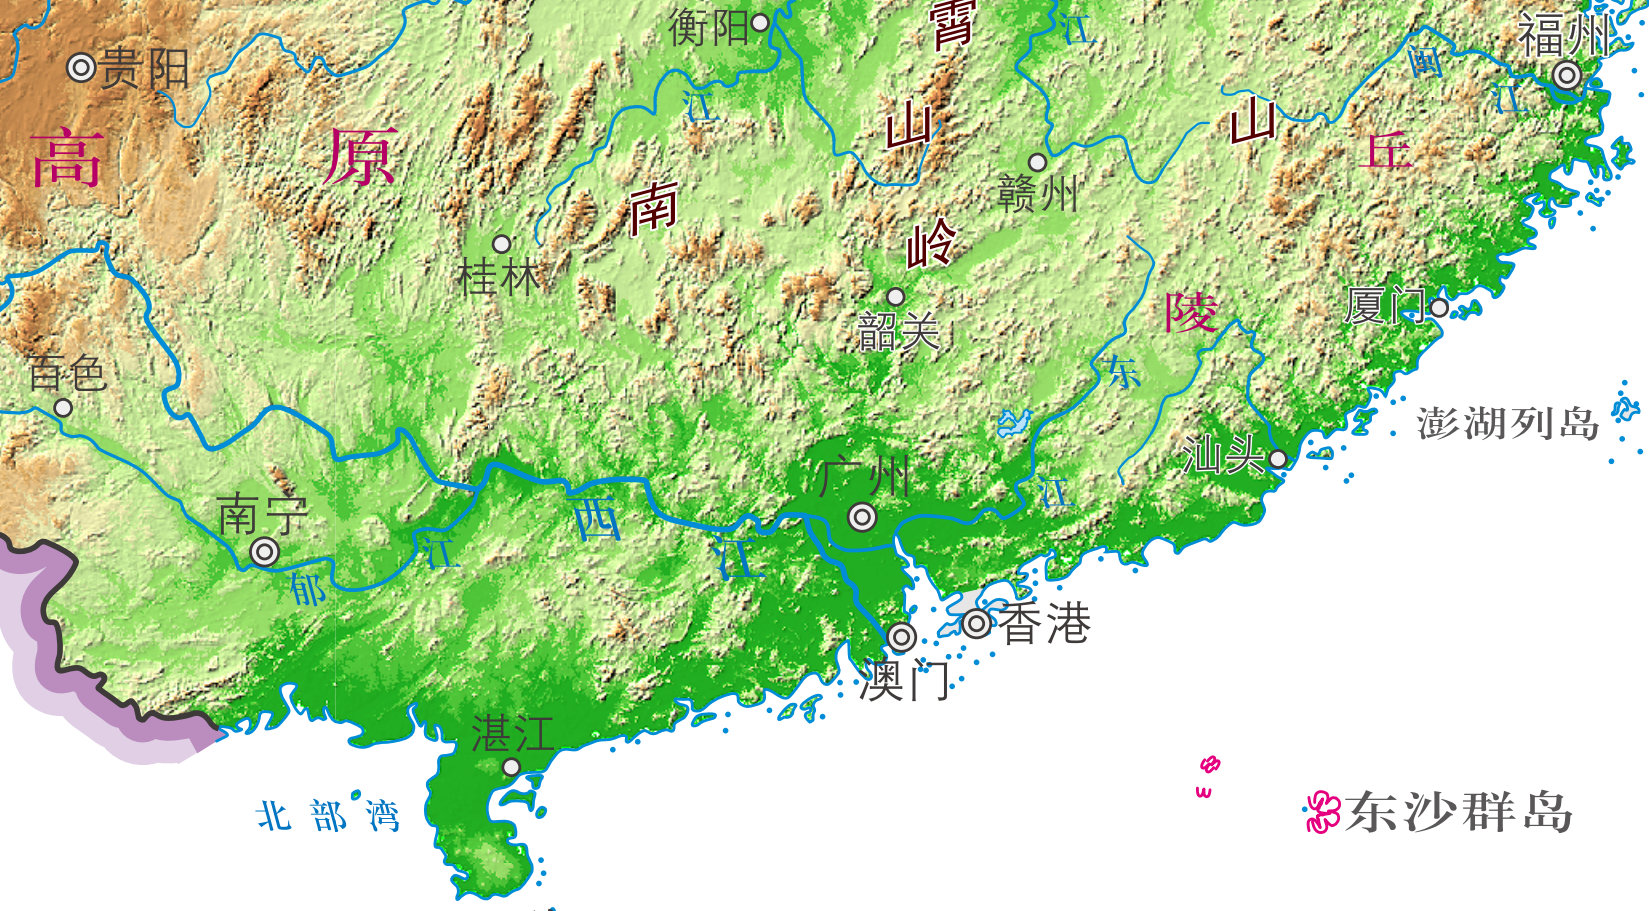 衡阳
霄
江
福州
贵阳
闽
江
江
山
山
高
原
丘
赣州
南
岭
桂林
陵
厦门
韶关
百色
东
澎湖列岛
汕头
广州
南宁
西
江
江
江
郁
香港
澳门
湛江
北部湾
东沙群岛